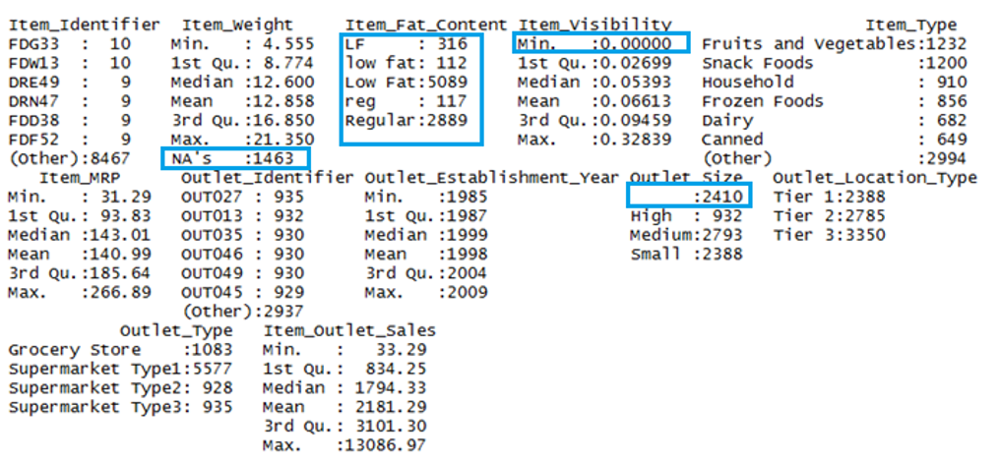 Item_Identifier Item_Weight Item_Fat_Content Item_Visibility Item_Type
FDG33 : 10 Min. : 4.555 LF : 316 Min. :0.00000 Fruits and Vegetables:1232
FDW13 : 10 1st Qu.: 8.774 low fat: 112 1st Qu.:0.02699 Snack Foods :1200
DRE49 : 9 Median :12.600 Low Fat:5089 Median :0.05393 Household : 910
DRN47 : 9 Mean :12.858 reg : 117 Mean :0.06613 Frozen Foods : 856
FDD38 : 9 3rd Qu.:16.850 Regular:2889 3rd Qu.:0.09459 Dairy : 682
FDF52 : 9 Max. :21.350 Max. :0.32839 Canned : 649
(Other):8467 NA's :1463 (Other) :2994
Item_MRP Outlet_Identifier Outlet_Establishment_Year Outlet_Size Outlet_Location_Type
Min. : 31.29 OUT027 : 935 Min. :1985 :2410 Tier 1:2388
1st Qu.: 93.83 OUT013 : 932 1st Qu.:1987 High : 932 Tier 2:2785
Median :143.01 OUT035 : 930 Median :1999 Medium:2793 Tier 3:3350
Mean :140.99 OUT046 : 930 Mean :1998 Small :2388
3rd Qu.:185.64 OUT049 : 930 3rd Qu.:2004
Max. :266.89 OUT045 : 929 Max. :2009
(Other):2937
Outlet_Type Item_Outlet_Sales
Grocery Store :1083 Min. : 33.29
Supermarket Type1:5577 1st Qu.: 834.25
Supermarket Type2: 928 Median : 1794.33
Supermarket Type3: 935 Mean : 2181.29
3rd Qu.: 3101.30
Max. :13086.97